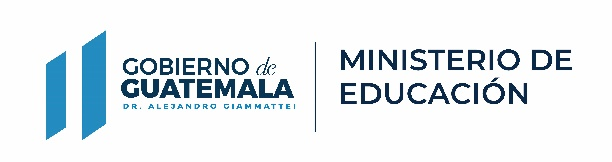 GOBIERNO de
GUATEMALA
DR. ALEJANDRO GIAMMATTEI
MINISTERIO DE
EDUCACIÓN